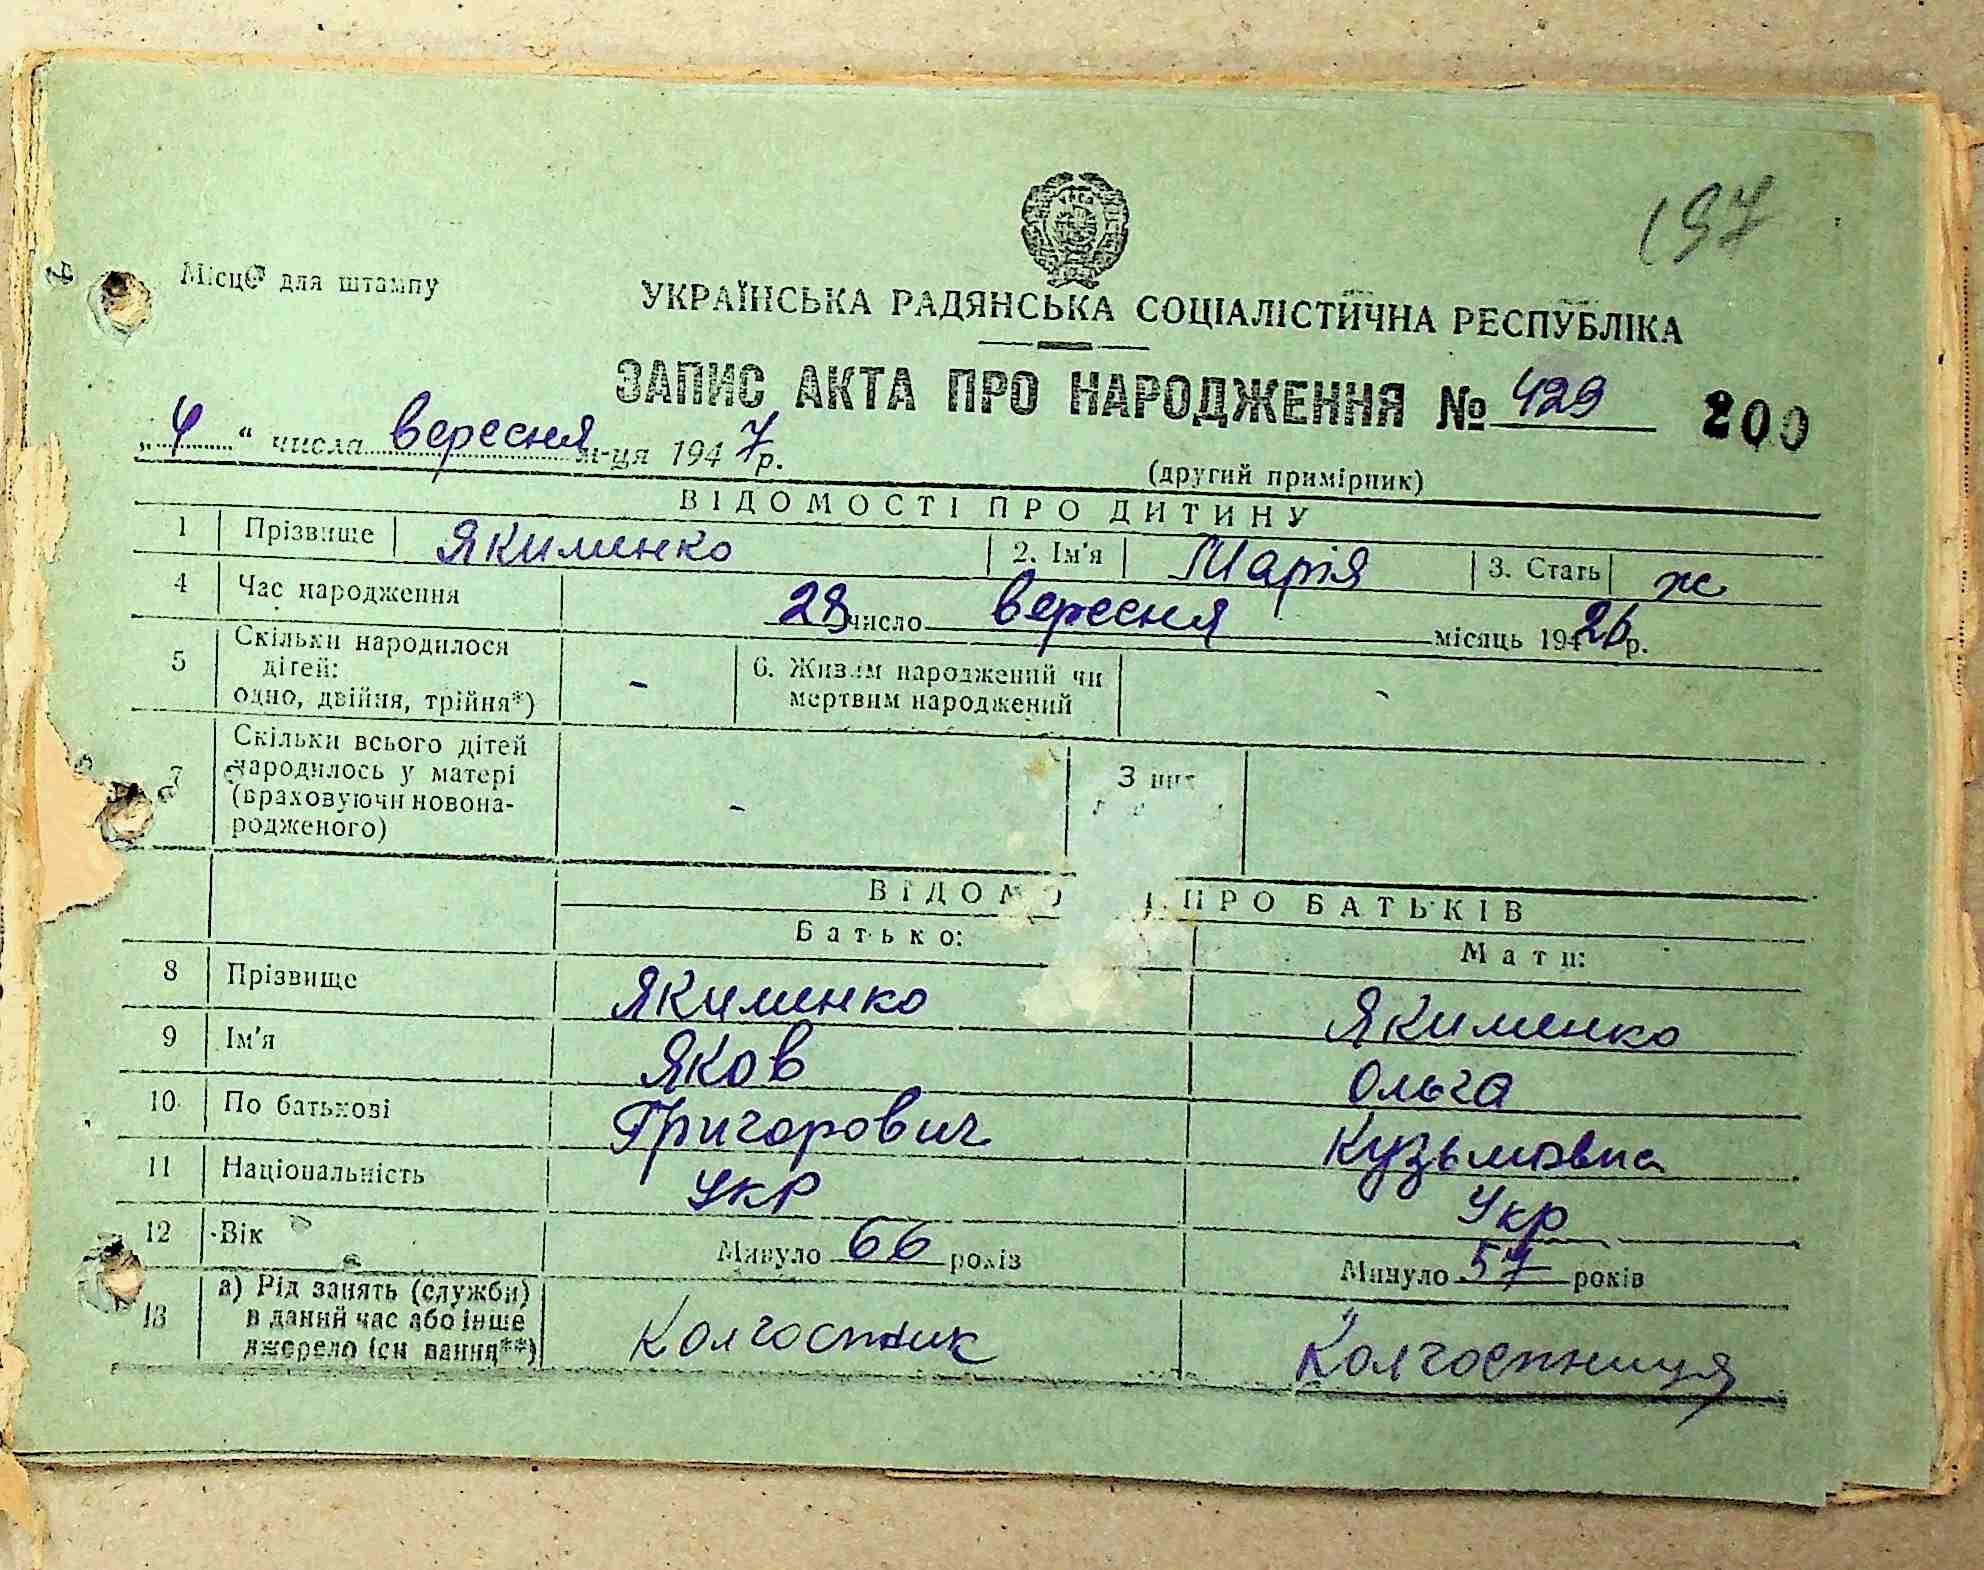 197
Місце для штампу
УКРАЇНСЬКА РАДЯНСЬКА СОЦІАЛІСТИЧНА РЕСПУБЛІКА
ЗАПИС АКТА ПРО НАРОДЖЕННЯ № 429 200
„4“ числа вересня м-ця 1947 р.
(другий примірник)
ВІДОМОСТІ ПРО ДИТИНУ
1 Прізвище Якименко 2. Ім'я Марія 3. Стать ж
4 Час народження 28 число вересня місяць 19426 р.
5 Скільки народилося дітей: одно, двійня, трійня*) - 6. Живим народжений чи мертвим народжений
7 Скільки всього дітей народилось у матері (враховуючи новонародженого) - З них
ВІДОМО І ПРО БАТЬКІВ
Батько: Мати:
8 Прізвище Якименко Якименко
9 Ім'я Яков Ольга
10 По батькові Григорович Кузьмовна
11 Національність Укр Укр
12 Вік Минуло 66 років Минуло 57 років
13 а) Рід занять (служби) в даний час або інше джерело існ вання**) Колгоспник Колгоспниця